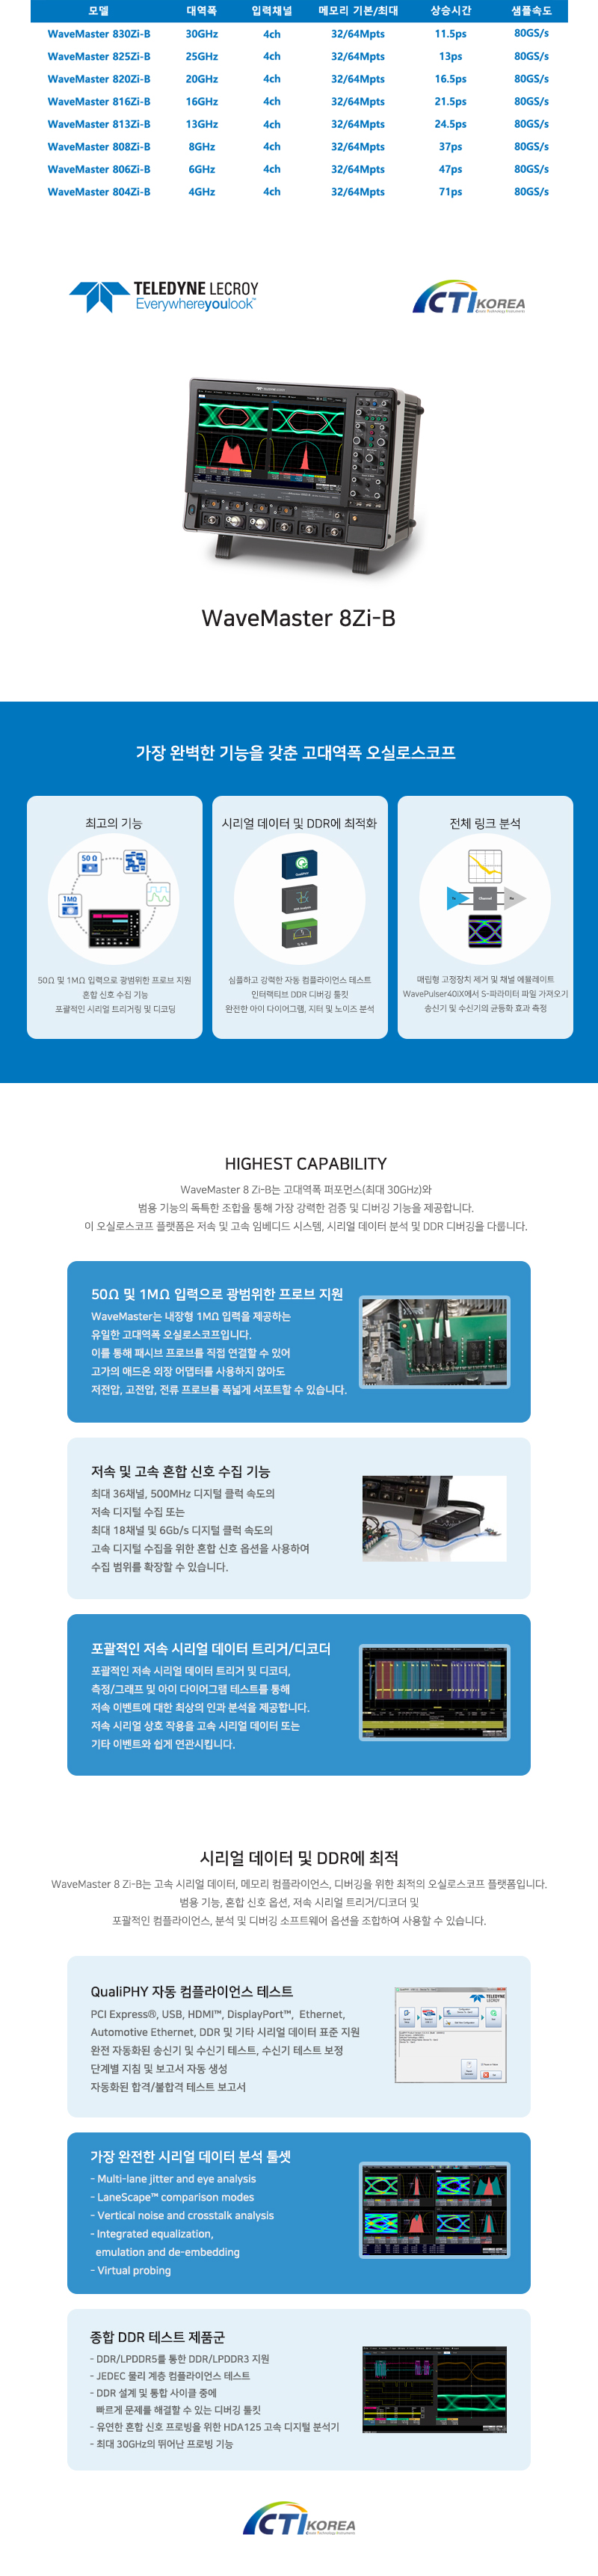 모델 대역폭 입력채널 메모리 기본/최대 상승시간 샘플속도
WaveMaster 830Zi-B 30GHz 4ch 32/64Mpts 11.5ps 80GS/s
WaveMaster 825Zi-B 25GHz 4ch 32/64Mpts 13ps 80GS/s
WaveMaster 820Zi-B 20GHz 4ch 32/64Mpts 16.5ps 80GS/s
WaveMaster 816Zi-B 16GHz 4ch 32/64Mpts 21.5ps 80GS/s
WaveMaster 813Zi-B 13GHz 4ch 32/64Mpts 24.5ps 80GS/s
WaveMaster 808Zi-B 8GHz 4ch 32/64Mpts 37ps 80GS/s
WaveMaster 806Zi-B 6GHz 4ch 32/64Mpts 47ps 80GS/s
WaveMaster 804Zi-B 4GHz 4ch 32/64Mpts 71ps 80GS/s
TELEDYNE LECROY
Everywhereyoulook™
CTI KOREA
WaveMaster 8Zi-B
가장 완벽한 기능을 갖춘 고대역폭 오실로스코프
최고의 기능
50 Ω
1MΩ
50Ω 및 1MΩ 입력으로 광범위한 프로브 지원
혼합 신호 수집 기능
포괄적인 시리얼 트리거링 및 디코딩
시리얼 데이터 및 DDR에 최적화
심플하고 강력한 자동 컴플라이언스 테스트
인터랙티브 DDR 디버깅 툴킷
완전한 아이 다이어그램, 지터 및 노이즈 분석
전체 링크 분석
Channel
매립형 고정장치 제거 및 채널 에뮬레이트
WavePulser40iX에서 S-파라미터 파일 가져오기
송신기 및 수신기의 균등화 효과 측정
HIGHEST CAPABILITY
WaveMaster 8 Zi-B는 고대역폭 퍼포먼스(최대 30GHz)와
범용 기능의 독특한 조합을 통해 가장 강력한 검증 및 디버깅 기능을 제공합니다.
이 오실로스코프 플랫폼은 저속 및 고속 임베디드 시스템, 시리얼 데이터 분석 및 DDR 디버깅을 다룹니다.
50Ω 및 1MΩ 입력으로 광범위한 프로브 지원
WaveMaster는 내장형 1MΩ 입력을 제공하는
유일한 고대역폭 오실로스코프입니다.
이를 통해 패시브 프로브를 직접 연결할 수 있어
고가의 애드온 외장 어댑터를 사용하지 않아도
저전압, 고전압, 전류 프로브를 폭넓게 서포트할 수 있습니다.
저속 및 고속 혼합 신호 수집 기능
최대 36채널, 500MHz 디지털 클럭 속도의
저속 디지털 수집 또는
최대 18채널 및 6Gb/s 디지털 클럭 속도의
고속 디지털 수집을 위한 혼합 신호 옵션을 사용하여
수집 범위를 확장할 수 있습니다.
포괄적인 저속 시리얼 데이터 트리거/디코더
포괄적인 저속 시리얼 데이터 트리거 및 디코더,
측정/그래프 및 아이 다이어그램 테스트를 통해
저속 이벤트에 대한 최상의 인과 분석을 제공합니다.
저속 시리얼 상호 작용을 고속 시리얼 데이터 또는
기타 이벤트와 쉽게 연관시킵니다.
시리얼 데이터 및 DDR에 최적
WaveMaster 8 Zi-B는 고속 시리얼 데이터, 메모리 컴플라이언스, 디버깅을 위한 최적의 오실로스코프 플랫폼입니다.
범용 기능, 혼합 신호 옵션, 저속 시리얼 트리거/디코더 및
포괄적인 컴플라이언스, 분석 및 디버깅 소프트웨어 옵션을 조합하여 사용할 수 있습니다.
QualiPHY 자동 컴플라이언스 테스트
PCI Express®, USB, HDMI™, DisplayPort™, Ethernet,
Automotive Ethernet, DDR 및 기타 시리얼 데이터 표준 지원
완전 자동화된 송신기 및 수신기 테스트, 수신기 테스트 보정
단계별 지침 및 보고서 자동 생성
자동화된 합격/불합격 테스트 보고서
TELEDYNE LECROY
가장 완전한 시리얼 데이터 분석 툴셋
- Multi-lane jitter and eye analysis
- LaneScape™ comparison modes
- Vertical noise and crosstalk analysis
- Integrated equalization,
emulation and de-embedding
- Virtual probing
종합 DDR 테스트 제품군
- DDR/LPDDR5를 통한 DDR/LPDDR3 지원
- JEDEC 물리 계층 컴플라이언스 테스트
- DDR 설계 및 통합 사이클 중에
빠르게 문제를 해결할 수 있는 디버깅 툴킷
- 유연한 혼합 신호 프로빙을 위한 HDA125 고속 디지털 분석기
- 최대 30GHz의 뛰어난 프로빙 기능
CTI KOREA